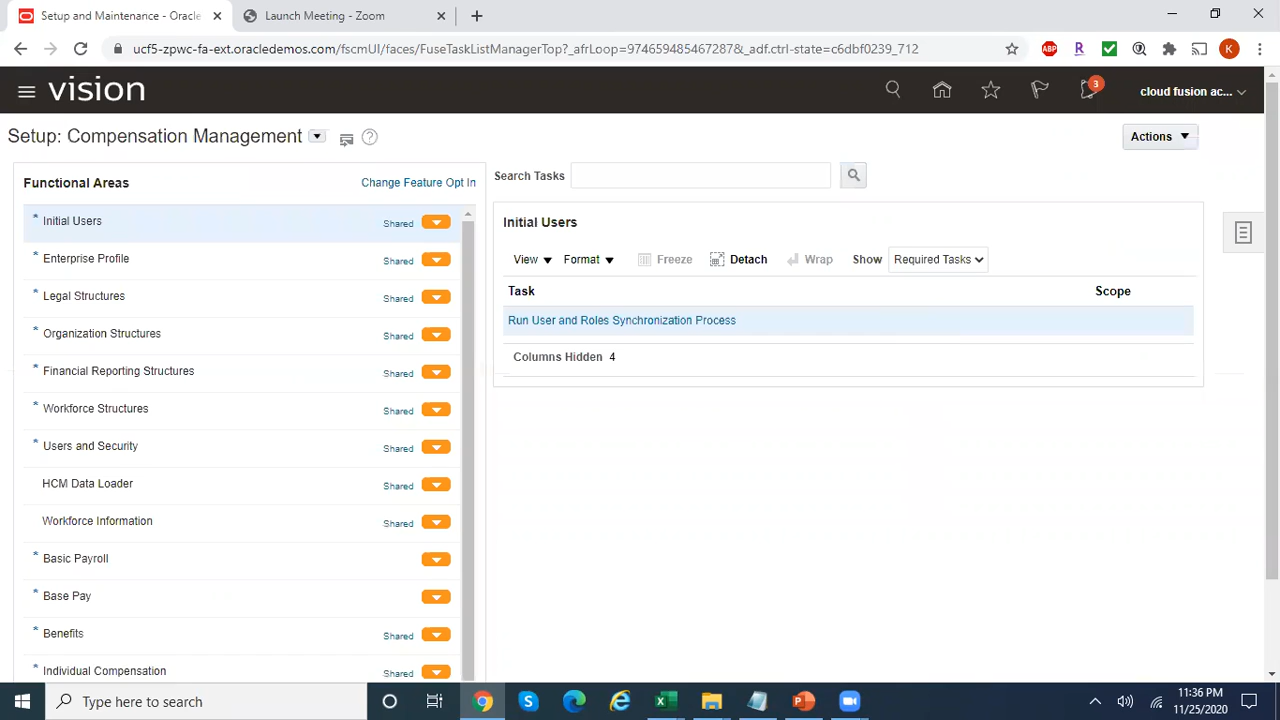 Setup and Maintenance - Oracle
Launch Meeting - Zoom
ucf5-zpwc-fa-ext.oracledemos.com/fscmUI/faces/FuseTaskListManagerTop?_afrLoop=974659485467287&_adf.ctrl-state=c6dbf0239_712
ABP
R
K
vision
3
cloud fusion ac...
Setup: Compensation Management
?
Actions
Functional Areas
Change Feature Opt In
Search Tasks
* Initial Users Shared
* Enterprise Profile Shared
* Legal Structures Shared
* Organization Structures Shared
* Financial Reporting Structures Shared
* Workforce Structures Shared
* Users and Security Shared
HCM Data Loader Shared
Workforce Information Shared
* Basic Payroll
* Base Pay
* Benefits Shared
* Individual Compensation Shared
Initial Users
View Format Freeze Detach Wrap Show Required Tasks
Task Scope
Run User and Roles Synchronization Process
Columns Hidden 4
Type here to search
11:36 PM
11/25/2020